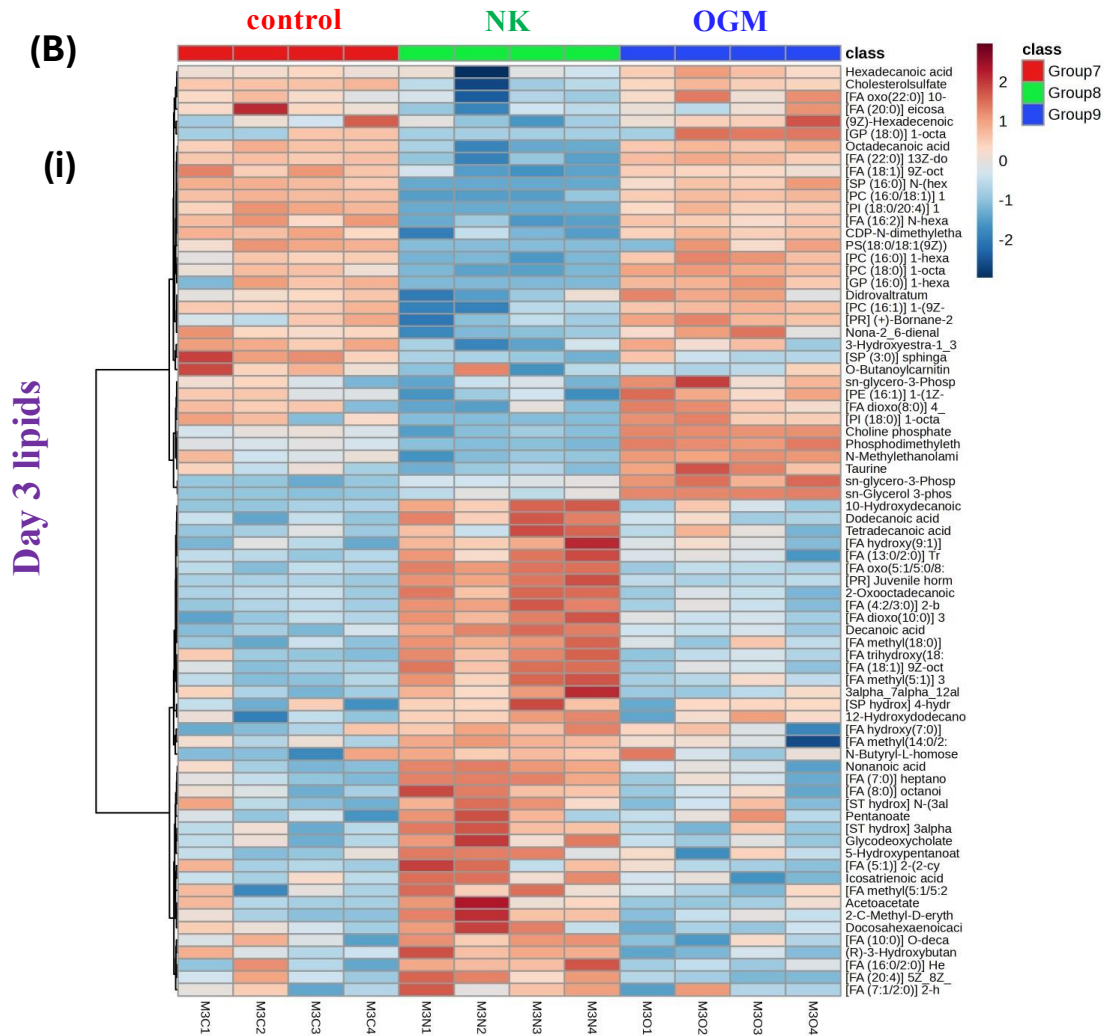 control NK OGM
(B)
(i)
Day 3 lipids
class
Hexadecanoic acid
Cholesterolsulfate
[FA oxo(22:0)] 10-
[FA (20:0)] eicosa
(9Z)-Hexadecenoic
[GP (18:0)] 1-octa
Octadecanoic acid
[FA (22:0)] 13Z-do
[FA (18:1)] 9Z-oct
[SP (16:0)] N-(hex
[PC (16:0/18:1)] 1
[PI (18:0/20:4)] 1
[FA (16:2)] N-hexa
CDP-N-dimethyletha
PS(18:0/18:1(9Z))
[PC (16:0)] 1-hexa
[PC (18:0)] 1-octa
[GP (16:0)] 1-hexa
Didrovaltratum
[PC (16:1)] 1-(9Z-
[PR] (+)-Bornane-2
Nona-2_6-dienal
3-Hydroxyestra-1_3
[SP (3:0)] sphinga
O-Butanoylcarnitin
sn-glycero-3-Phosp
[PE (16:1)] 1-(1Z-
[FA dioxo(8:0)] 4_
[PI (18:0)] 1-octa
Choline phosphate
Phosphodimethyleth
N-Methylethanolami
Taurine
sn-glycero-3-Phosp
sn-Glycerol 3-phos
10-Hydroxydecanoic
Dodecanoic acid
Tetradecanoic acid
[FA hydroxy(9:1)]
[FA (13:0/2:0)] Tr
[FA oxo(5:1/5:0/8:
[PR] Juvenile horm
2-Oxooctadecanoic
[FA (4:2/3:0)] 2-b
[FA dioxo(10:0)] 3
Decanoic acid
[FA methyl(18:0)]
[FA trihydroxy(18:
[FA (18:1)] 9Z-oct
[FA methyl(5:1)] 3
3alpha_7alpha_12al
[SP hydrox] 4-hydr
12-Hydroxydodecano
[FA hydroxy(7:0)]
[FA methyl(14:0/2:
N-Butyryl-L-homose
Nonanoic acid
[FA (7:0)] heptano
[FA (8:0)] octanoi
[ST hydrox] N-(3al
Pentanoate
[ST hydrox] 3alpha
Glycodeoxycholate
5-Hydroxypentanoat
[FA (5:1)] 2-(2-cy
Icosatrienoic acid
[FA methyl(5:1/5:2
Acetoacetate
2-C-Methyl-D-eryth
Docosahexaenoicaci
[FA (10:0)] O-deca
(R)-3-Hydroxybutan
[FA (16:0/2:0)] He
[FA (20:4)] 5Z_8Z_
[FA (7:1/2:0)] 2-h
M3C1 M3C2 M3C3 M3C4 M3N1 M3N2 M3N3 M3N4 M3O1 M3O2 M3O3 M3O4
2
1
0
-1
-2
class
Group7
Group8
Group9